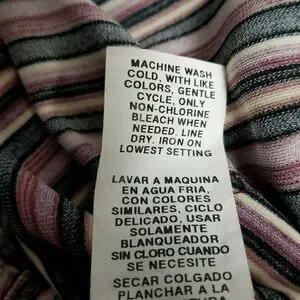 MACHINE WASH
COLD, WITH LIKE
COLORS, GENTLE
CYCLE, ONLY
NON-CHLORINE
BLEACH WHEN
NEEDED. LINE
DRY. IRON ON
LOWEST SETTING
LAVAR A MAQUINA
EN AGUA FRIA,
CON COLORES
SIMILARES, CICLO
DELICADO, USAR
SOLAMENTE
BLANQUEADOR
SIN CLORO CUANDO
SE NECESITE
SECAR COLGADO
PLANCHAR A LA